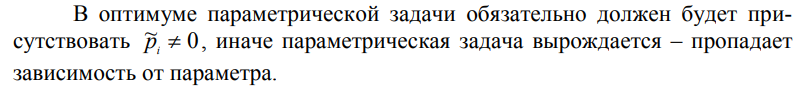 В оптимуме параметрической задачи обязательно должен будет при-
сутствовать p̃ᵢ ≠ 0, иначе параметрическая задача вырождается – пропадает
зависимость от параметра.